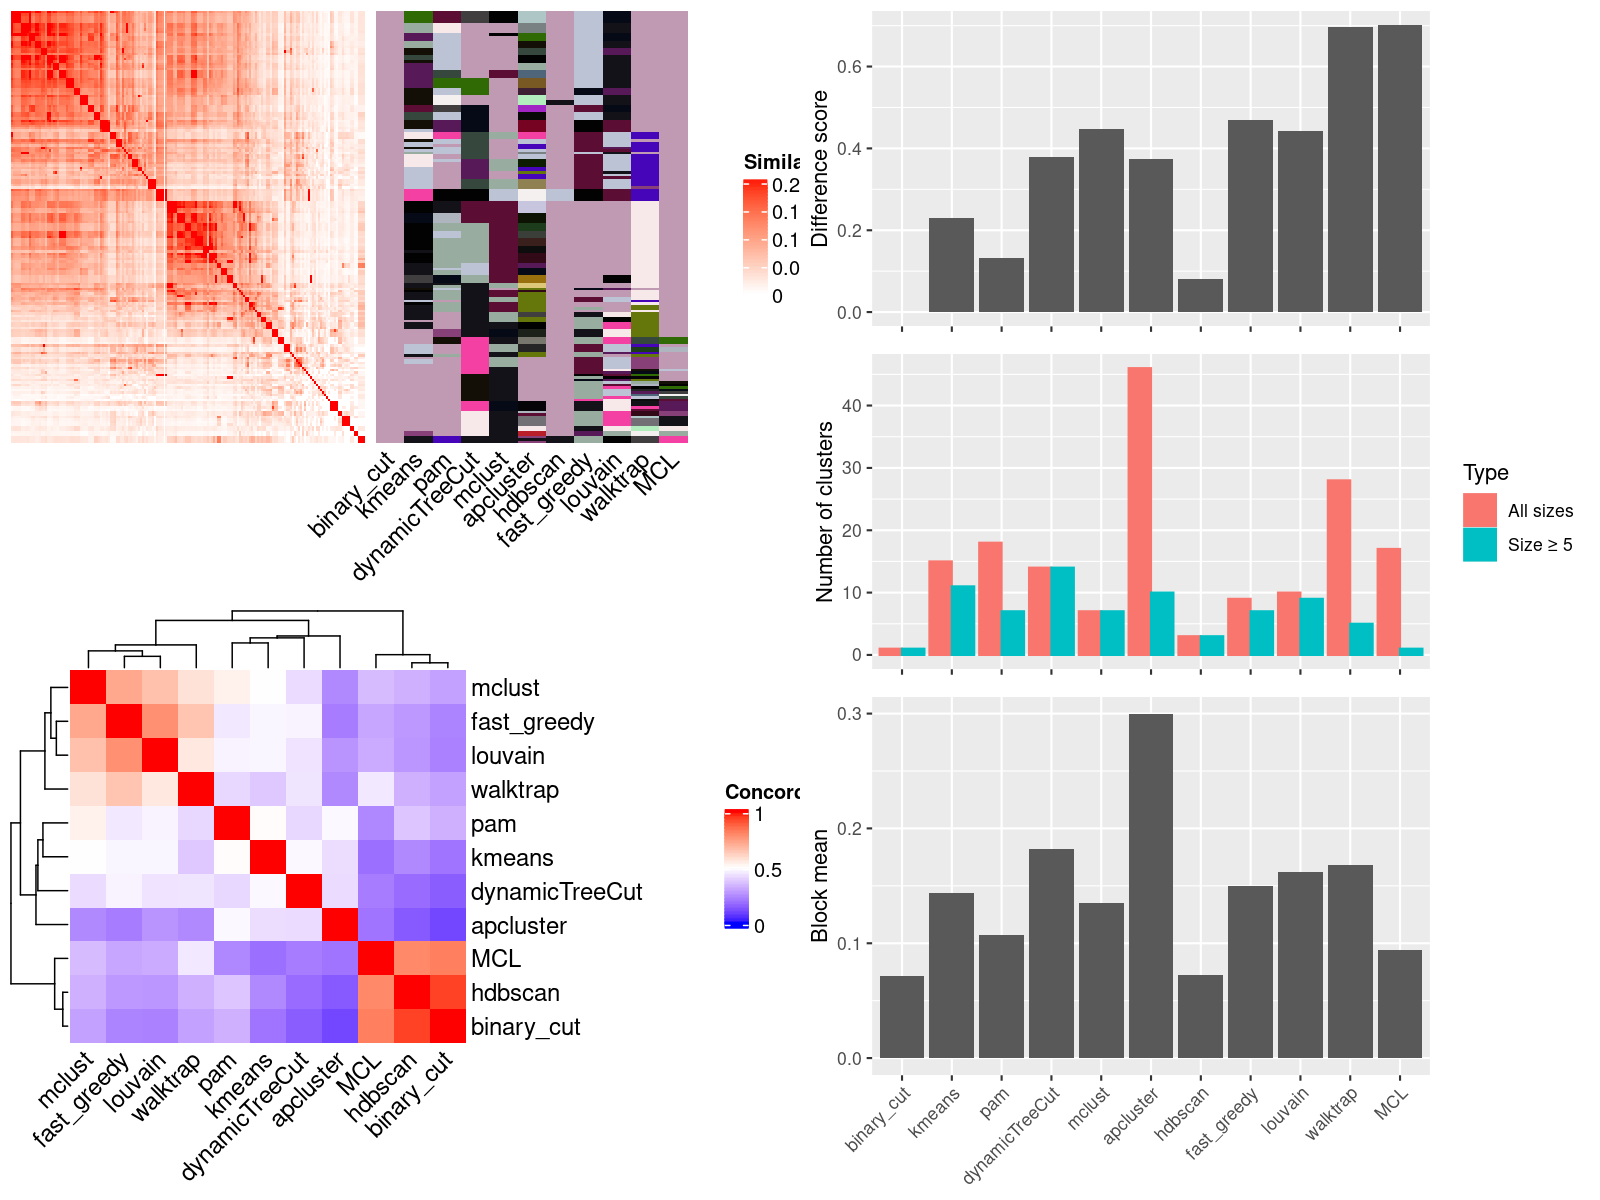 Simila
0.2
0.1
0.1
0.0
0
binary_cut
kmeans
pam
dynamicTreeCut
mclust
apcluster
hdbscan
fast_greedy
louvain
walktrap
MCL
mclust
fast_greedy
louvain
walktrap
pam
kmeans
dynamicTreeCut
apcluster
MCL
hdbscan
binary_cut
mclust
fast_greedy
louvain
walktrap
pam
kmeans
dynamicTreeCut
apcluster
MCL
hdbscan
binary_cut
Concord
1
0.5
0
Difference score
0.6
0.4
0.2
0.0
Number of clusters
40
30
20
10
0
Type
All sizes
Size ≥ 5
Block mean
0.3
0.2
0.1
0.0
binary_cut
kmeans
pam
dynamicTreeCut
mclust
apcluster
hdbscan
fast_greedy
louvain
walktrap
MCL